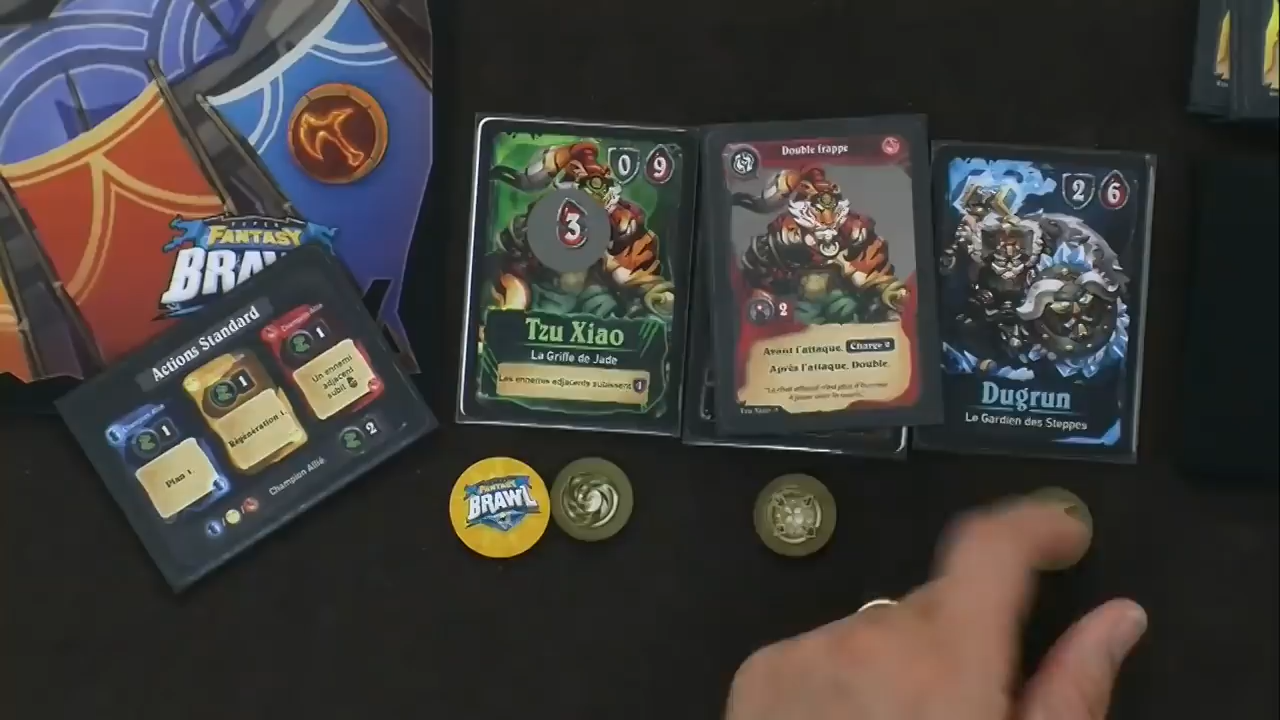 SUPER
FANTASY
BRAWL
Actions Standard
1
Plan 1.
1
Régénération 1.
1
Un ennemi
adjacent
subit
Champion Allié
2
0 9
3
Tzu Xiao
La Griffe de Jade
Les ennemis adjacents subissent 1
FANTASY
BRAWL
Double frappe
2
Avant l'attaque, Charge 2
Après l'attaque, Double.
2 6
Dugrun
Le Gardien des Steppes